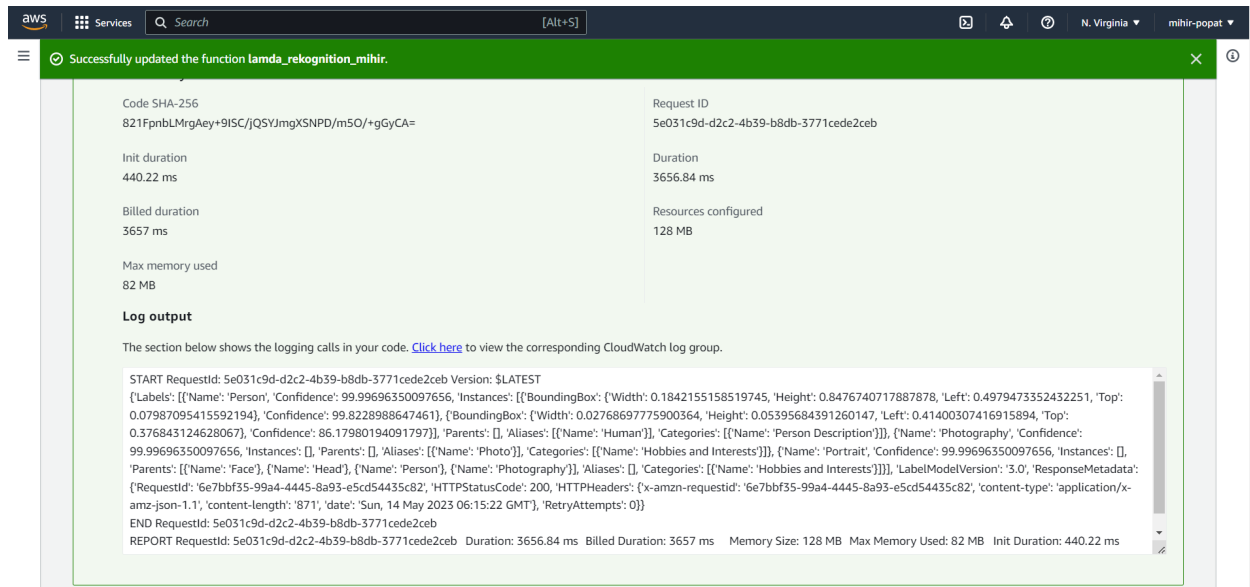 aws
Services
Search
[Alt+S]
N. Virginia
mihir-popat
Successfully updated the function lamda_rekognition_mihir.
Code SHA-256
821FpnbLMrgAey+9ISC/jQSYJmgXSNPD/m5O/+gGyCA=
Request ID
5e031c9d-d2c2-4b39-b8db-3771cede2ceb
Init duration
440.22 ms
Duration
3656.84 ms
Billed duration
3657 ms
Resources configured
128 MB
Max memory used
82 MB
Log output
The section below shows the logging calls in your code. Click here to view the corresponding CloudWatch log group.
START RequestId: 5e031c9d-d2c2-4b39-b8db-3771cede2ceb Version: $LATEST
{'Labels': [{'Name': 'Person', 'Confidence': 99.99696350097656, 'Instances': [{'BoundingBox': {'Width': 0.1842155158519745, 'Height': 0.8476740717887878, 'Left': 0.4979473352432251, 'Top':
0.07987095415592194}, 'Confidence': 99.8228988647461}, {'BoundingBox': {'Width': 0.02768697775900364, 'Height': 0.05395684391260147, 'Left': 0.41400307416915894, 'Top':
0.376843124628067}, 'Confidence': 86.17980194091797}], 'Parents': [], 'Aliases': [{'Name': 'Human'}], 'Categories': [{'Name': 'Person Description'}]}, {'Name': 'Photography', 'Confidence':
99.99696350097656, 'Instances': [], 'Parents': [], 'Aliases': [{'Name': 'Photo'}], 'Categories': [{'Name': 'Hobbies and Interests'}]}, {'Name': 'Portrait', 'Confidence': 99.99696350097656, 'Instances': [],
'Parents': [{'Name': 'Face'}, {'Name': 'Head'}, {'Name': 'Person'}, {'Name': 'Photography'}], 'Aliases': [], 'Categories': [{'Name': 'Hobbies and Interests'}]}], 'LabelModelVersion': '3.0', 'ResponseMetadata':
{'RequestId': '6e7bbf35-99a4-4445-8a93-e5cd54435c82', 'HTTPStatusCode': 200, 'HTTPHeaders': {'x-amzn-requestid': '6e7bbf35-99a4-4445-8a93-e5cd54435c82', 'content-type': 'application/x-
amz-json-1.1', 'content-length': '871', 'date': 'Sun, 14 May 2023 06:15:22 GMT'}, 'RetryAttempts': 0}}
END RequestId: 5e031c9d-d2c2-4b39-b8db-3771cede2ceb
REPORT RequestId: 5e031c9d-d2c2-4b39-b8db-3771cede2ceb Duration: 3656.84 ms Billed Duration: 3657 ms Memory Size: 128 MB Max Memory Used: 82 MB Init Duration: 440.22 ms